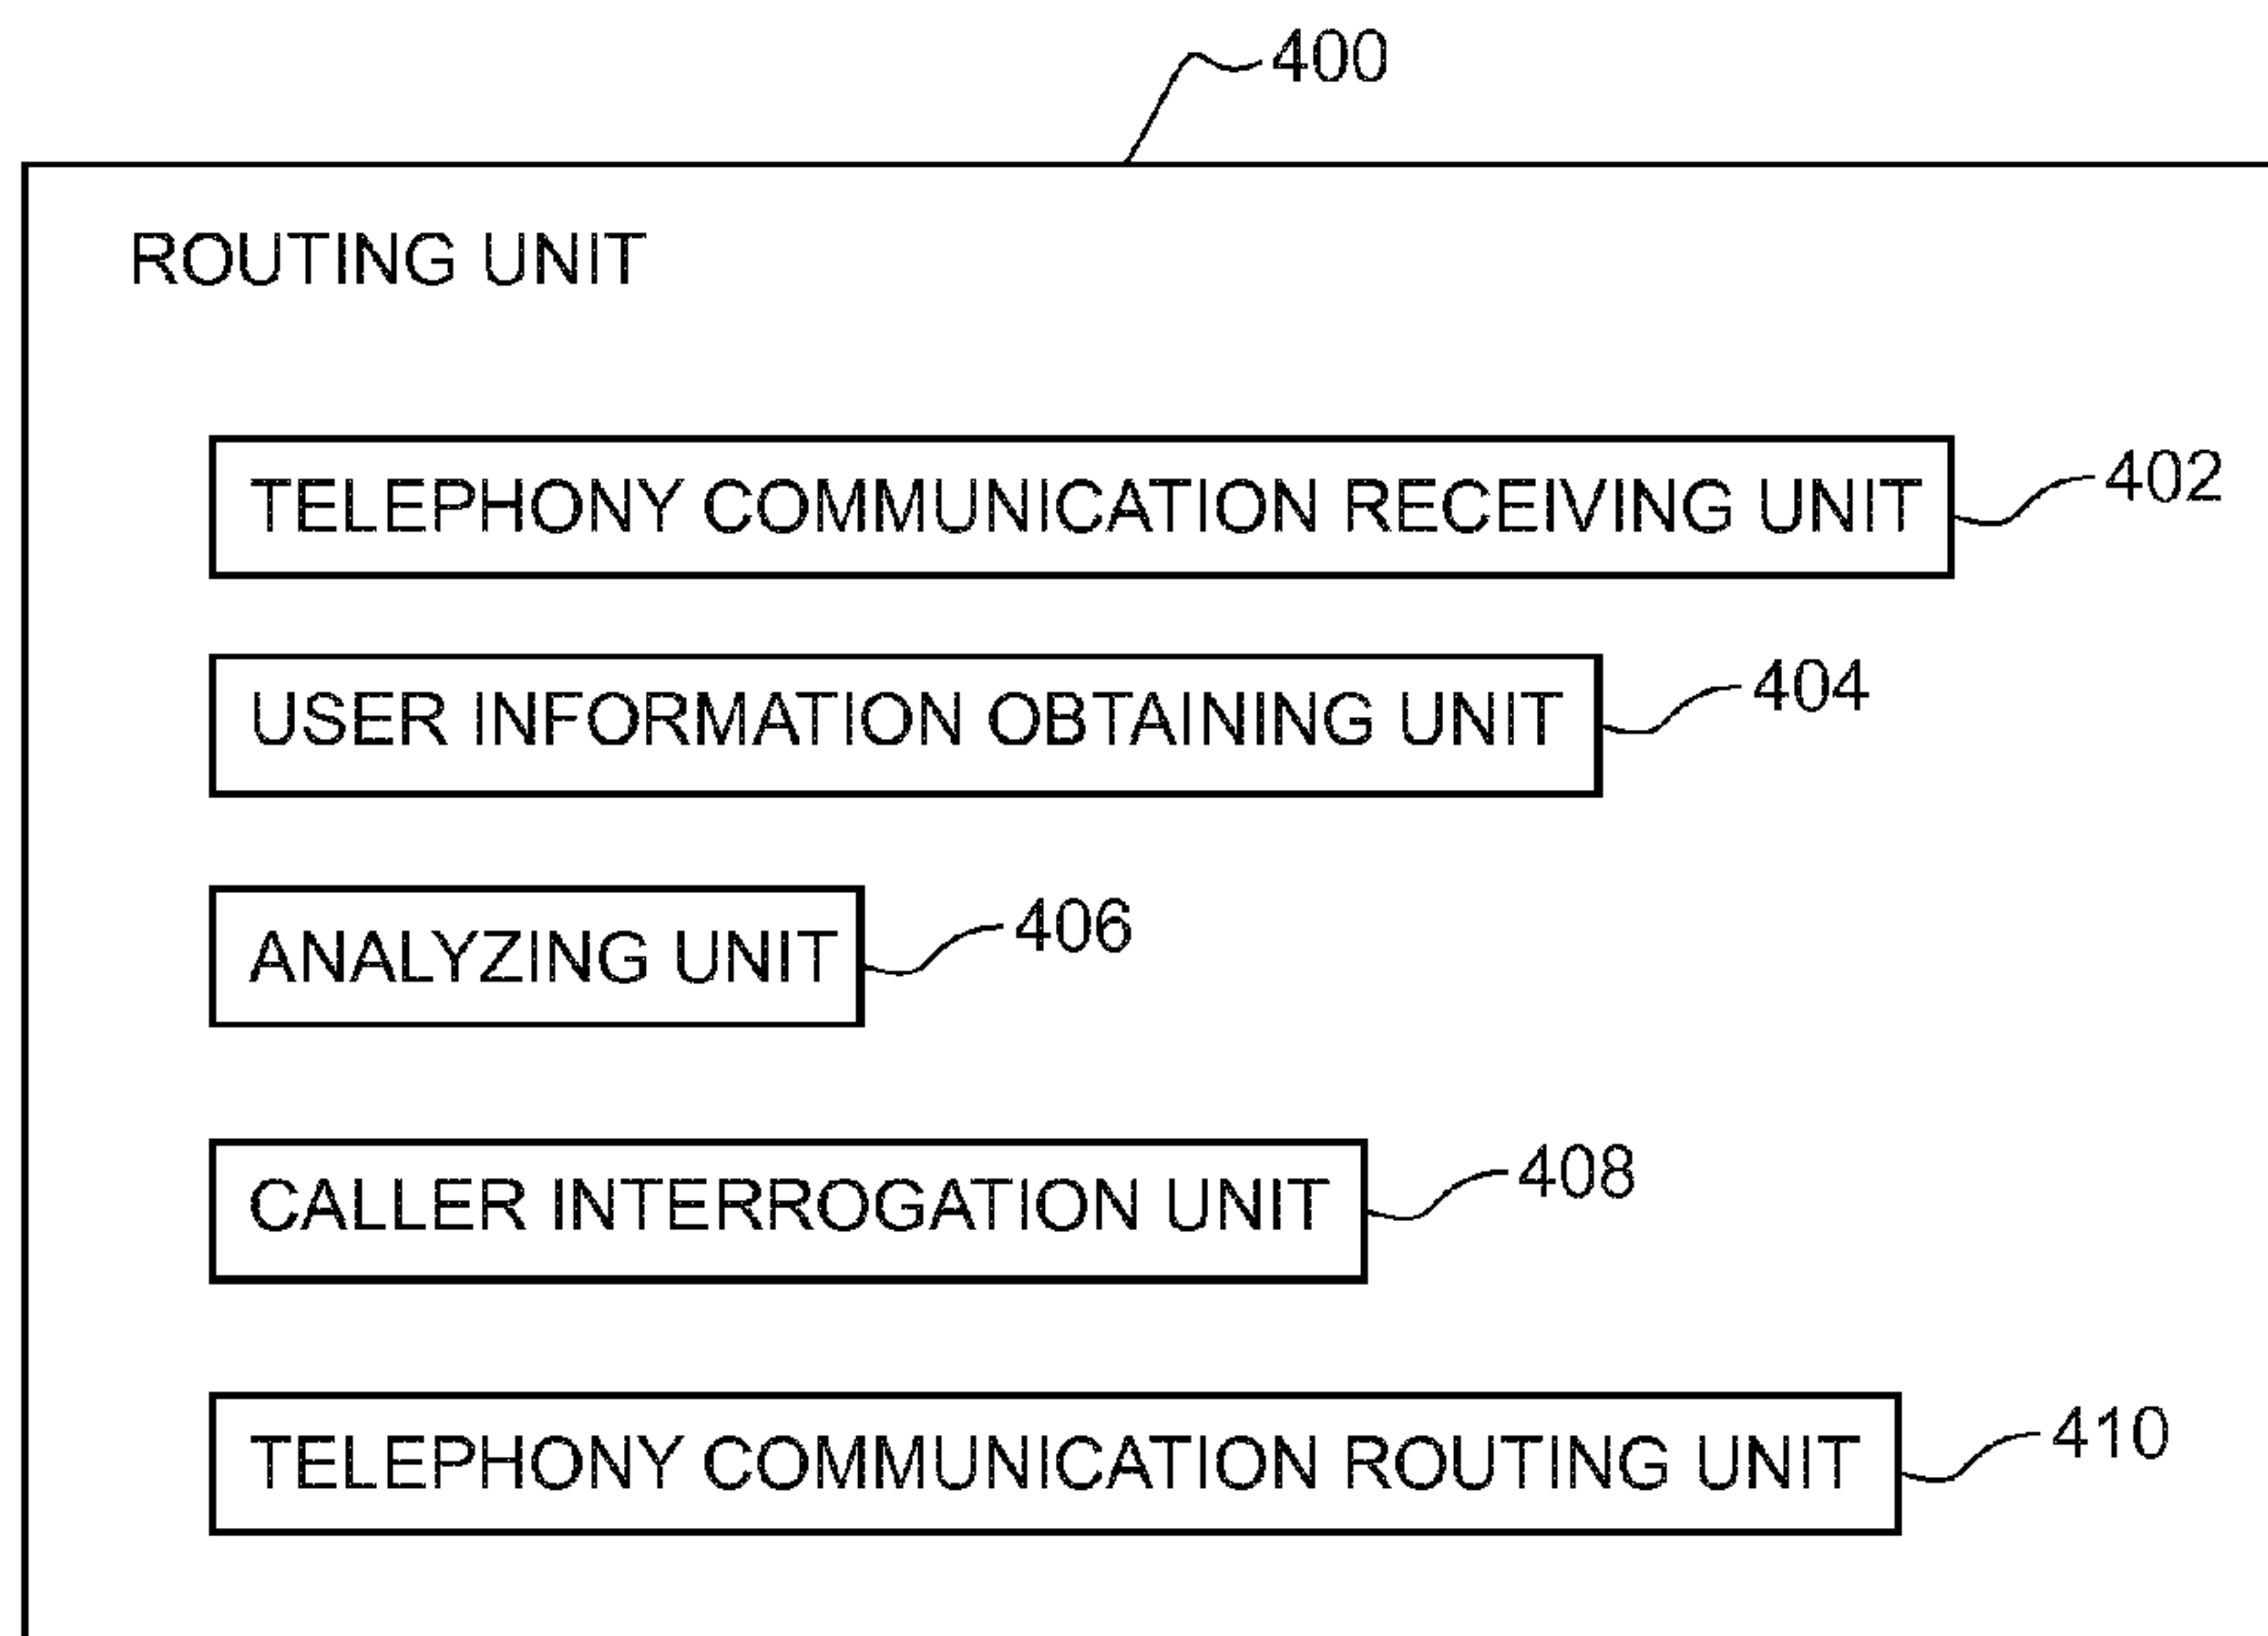 400
ROUTING UNIT
TELEPHONY COMMUNICATION RECEIVING UNIT
402
USER INFORMATION OBTAINING UNIT
404
ANALYZING UNIT
406
CALLER INTERROGATION UNIT
408
TELEPHONY COMMUNICATION ROUTING UNIT
410